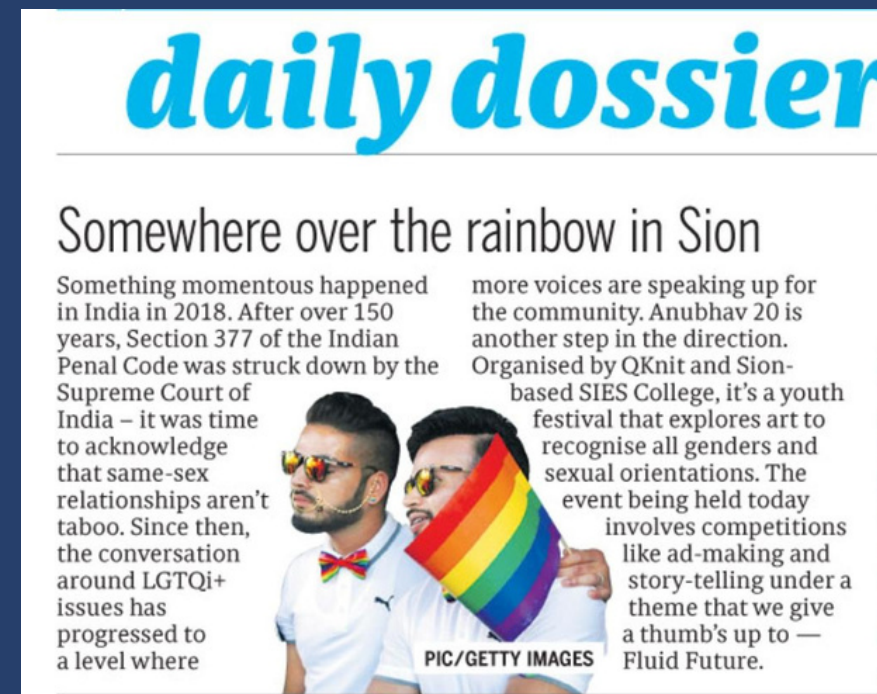 daily dossier
Somewhere over the rainbow in Sion
Something momentous happened
in India in 2018. After over 150
years, Section 377 of the Indian
Penal Code was struck down by the
Supreme Court of
India – it was time
to acknowledge
that same-sex
relationships aren't
taboo. Since then,
the conversation
around LGTQi+
issues has
progressed to
a level where
more voices are speaking up for
the community. Anubhav 20 is
another step in the direction.
Organised by QKnit and Sion-
based SIES College, it's a youth
festival that explores art to
recognise all genders and
sexual orientations. The
event being held today
involves competitions
like ad-making and
story-telling under a
theme that we give
a thumb's up to —
Fluid Future.
PIC/GETTY IMAGES